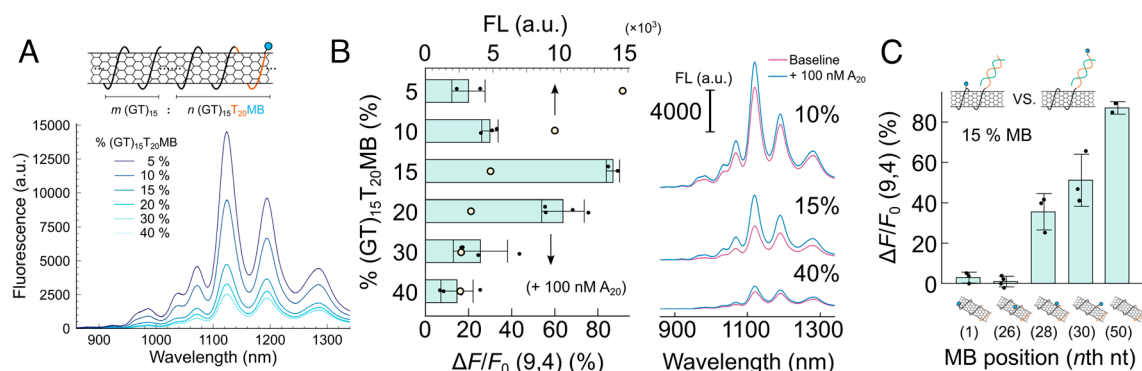 A
m (GT)15 : n (GT)15T20MB
Fluorescence (a.u.)
15000
12500
10000
7500
5000
2500
0
% (GT)15T20MB
5 %
10 %
15 %
20 %
30 %
40 %
900 1000 1100 1200 1300
Wavelength (nm)
B
FL (a.u.)
0 5 10 15 (×10³)
% (GT)15T20MB (%)
5
10
15
20
30
40
(+ 100 nM A20)
0 20 40 60 80
ΔF/F0 (9,4) (%)
Baseline
+ 100 nM A20
FL (a.u.)
4000
10%
15%
40%
900 1100 1300
Wavelength (nm)
C
VS.
15 % MB
ΔF/F0 (9,4) (%)
80
60
40
20
0
(1) (26) (28) (30) (50)
MB position (nth nt)